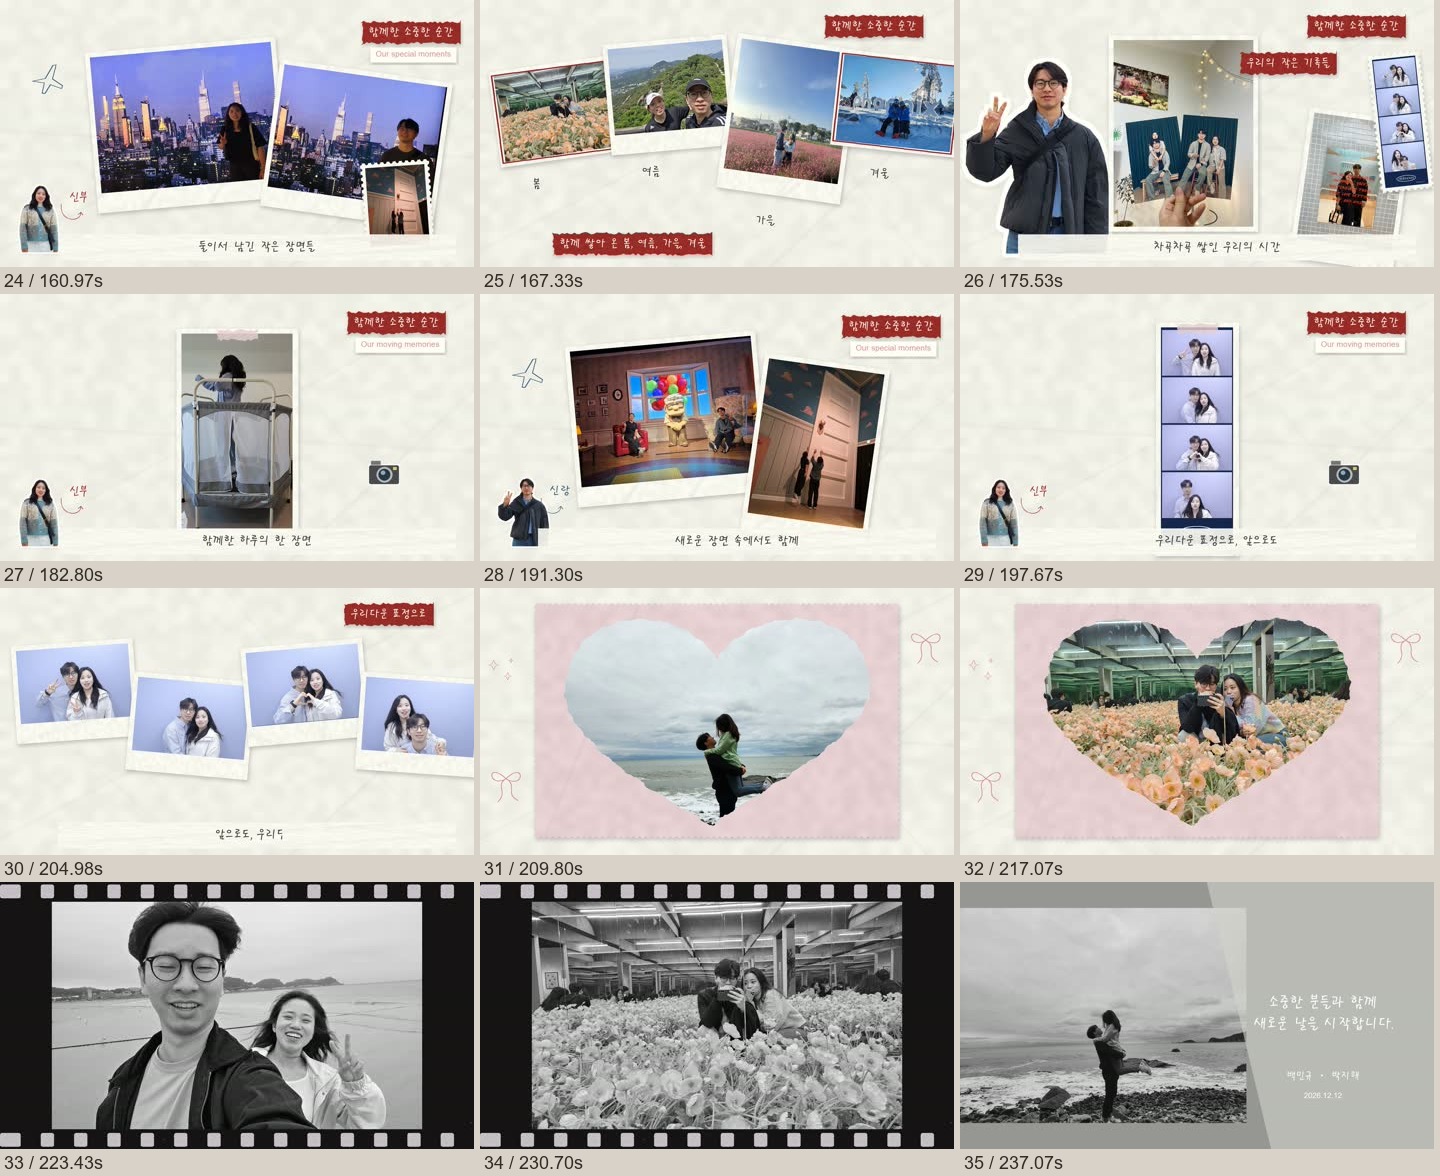 함께한 소중한 순간
Our special moments
신부
둘이서 남긴 작은 장면들
24 / 160.97s
함께한 소중한 순간
봄
여름
가을
겨울
함께 쌓아 온 봄, 여름, 가을, 겨울
25 / 167.33s
함께한 소중한 순간
우리의 작은 기록들
차곡차곡 쌓인 우리의 시간
26 / 175.53s
함께한 소중한 순간
Our moving memories
신부
함께한 하루의 한 장면
27 / 182.80s
함께한 소중한 순간
Our special moments
신랑
새로운 장면 속에서도 함께
28 / 191.30s
함께한 소중한 순간
Our moving memories
신부
우리다운 표정으로, 앞으로도
29 / 197.67s
우리다운 표정으로
앞으로도, 우리두
30 / 204.98s
31 / 209.80s
32 / 217.07s
33 / 223.43s
34 / 230.70s
소중한 분들과 함께
새로운 날을 시작합니다.
2026.12.12
35 / 237.07s